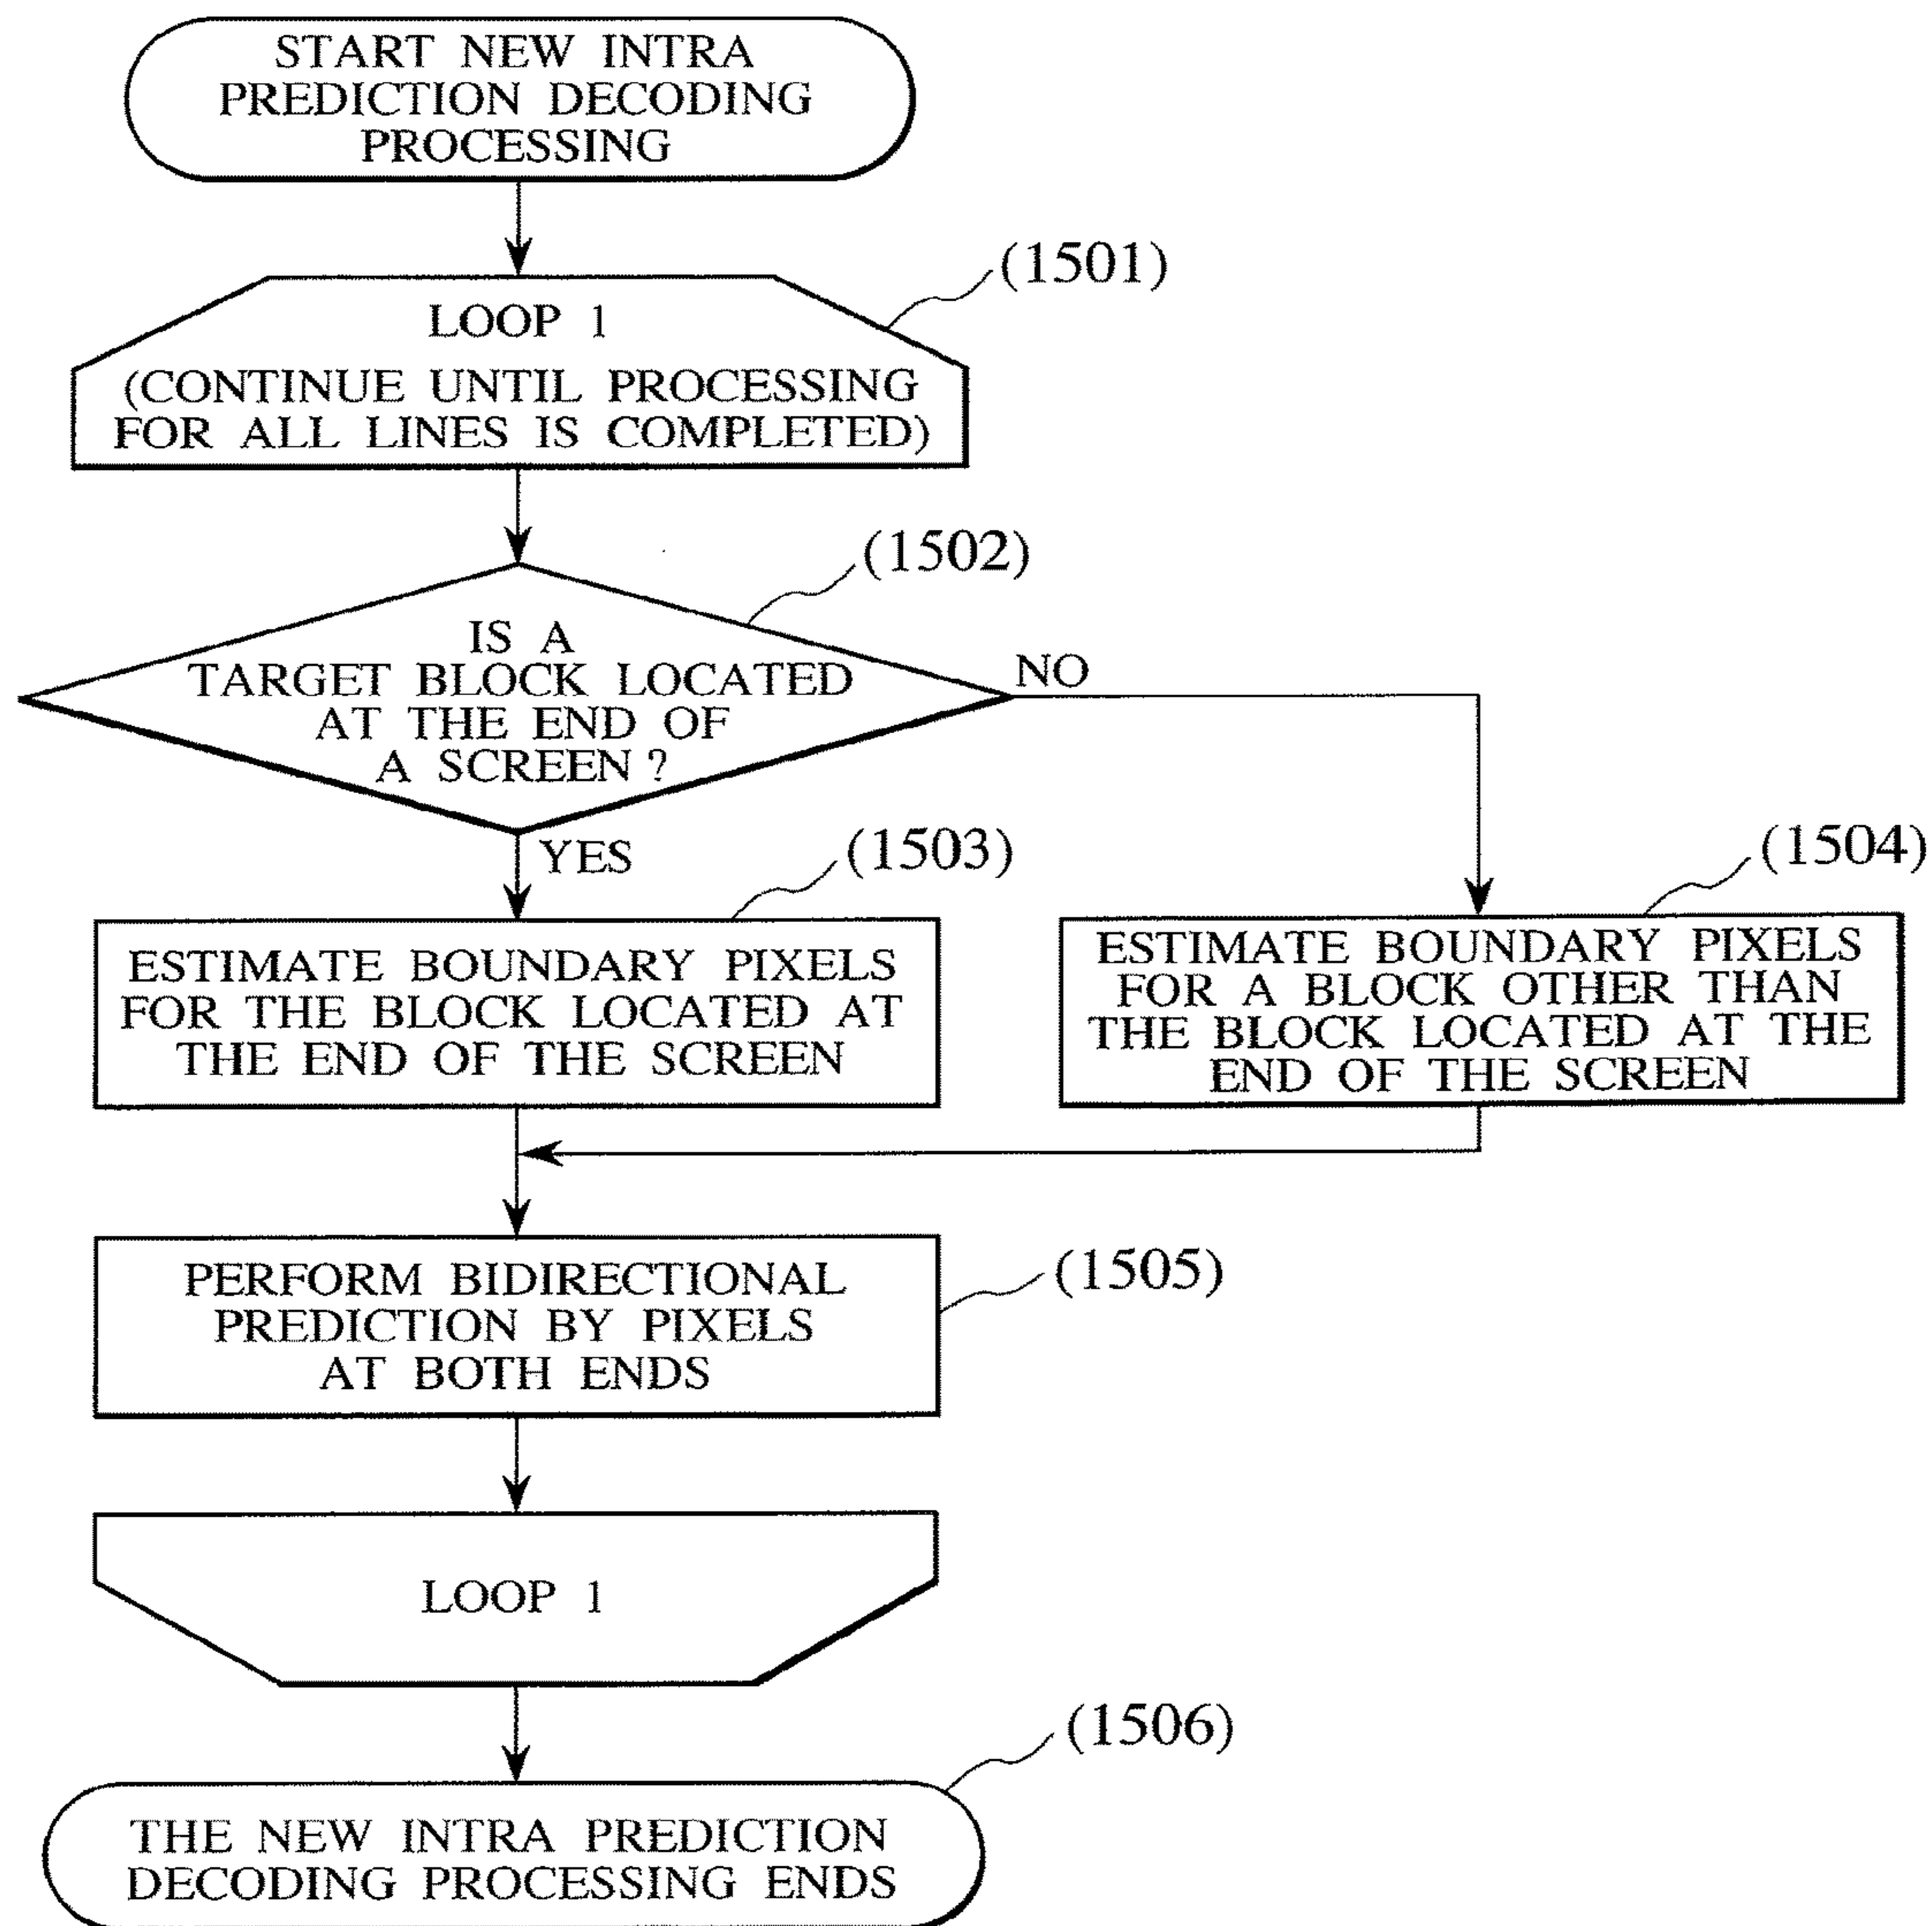 START NEW INTRA
PREDICTION DECODING
PROCESSING
(1501)
LOOP 1
(CONTINUE UNTIL PROCESSING
FOR ALL LINES IS COMPLETED)
(1502)
IS A
TARGET BLOCK LOCATED
AT THE END OF
A SCREEN?
NO
YES
(1503)
ESTIMATE BOUNDARY PIXELS
FOR THE BLOCK LOCATED AT
THE END OF THE SCREEN
(1504)
ESTIMATE BOUNDARY PIXELS
FOR A BLOCK OTHER THAN
THE BLOCK LOCATED AT THE
END OF THE SCREEN
PERFORM BIDIRECTIONAL
PREDICTION BY PIXELS
AT BOTH ENDS
(1505)
LOOP 1
(1506)
THE NEW INTRA PREDICTION
DECODING PROCESSING ENDS